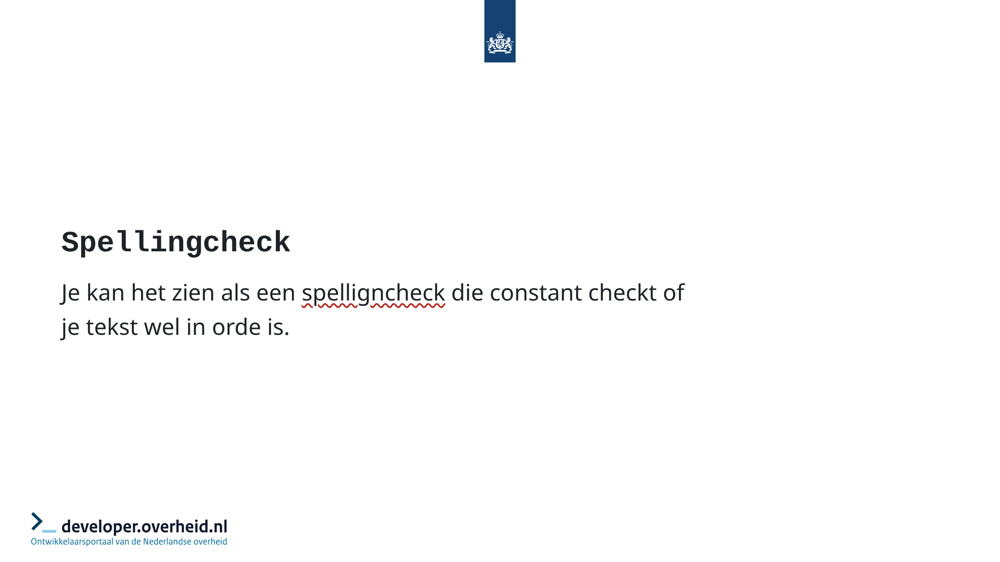 Spellingcheck
Je kan het zien als een spelligncheck die constant checkt of
je tekst wel in orde is.
developer.overheid.nl
Ontwikkelaarsportaal van de Nederlandse overheid